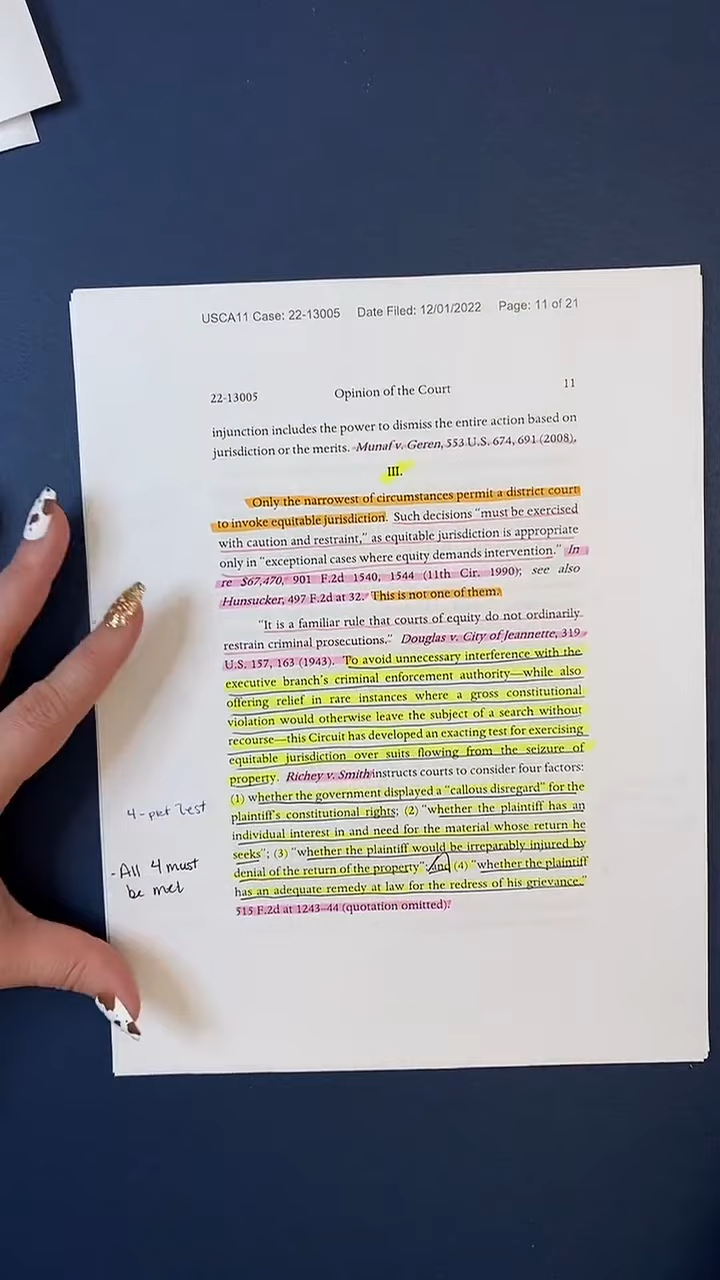 USCA11 Case: 22-13005 Date Filed: 12/01/2022 Page: 11 of 21
22-13005 Opinion of the Court 11
injunction includes the power to dismiss the entire action based on
jurisdiction or the merits. Munaf v. Geren, 553 U.S. 674, 691 (2008).
III.
Only the narrowest of circumstances permit a district court
to invoke equitable jurisdiction. Such decisions "must be exercised
with caution and restraint," as equitable jurisdiction is appropriate
only in "exceptional cases where equity demands intervention." In
re $67,470, 901 F.2d 1540, 1544 (11th Cir. 1990); see also
Hunsucker, 497 F.2d at 32. This is not one of them.
"It is a familiar rule that courts of equity do not ordinarily
restrain criminal prosecutions." Douglas v. City of Jeannette, 319
U.S. 157, 163 (1943). To avoid unnecessary interference with the
executive branch's criminal enforcement authority—while also
offering relief in rare instances where a gross constitutional
violation would otherwise leave the subject of a search without
recourse—this Circuit has developed an exacting test for exercising
equitable jurisdiction over suits flowing from the seizure of
property. Richey v. Smith instructs courts to consider four factors:
(1) whether the government displayed a "callous disregard" for the
plaintiff's constitutional rights; (2) "whether the plaintiff has an
individual interest in and need for the material whose return he
seeks"; (3) "whether the plaintiff would be irreparably injured by
denial of the return of the property"; and (4) "whether the plaintiff
has an adequate remedy at law for the redress of his grievance."
515 F.2d at 1243–44 (quotation omitted).
4-part test
- All 4 must
be met